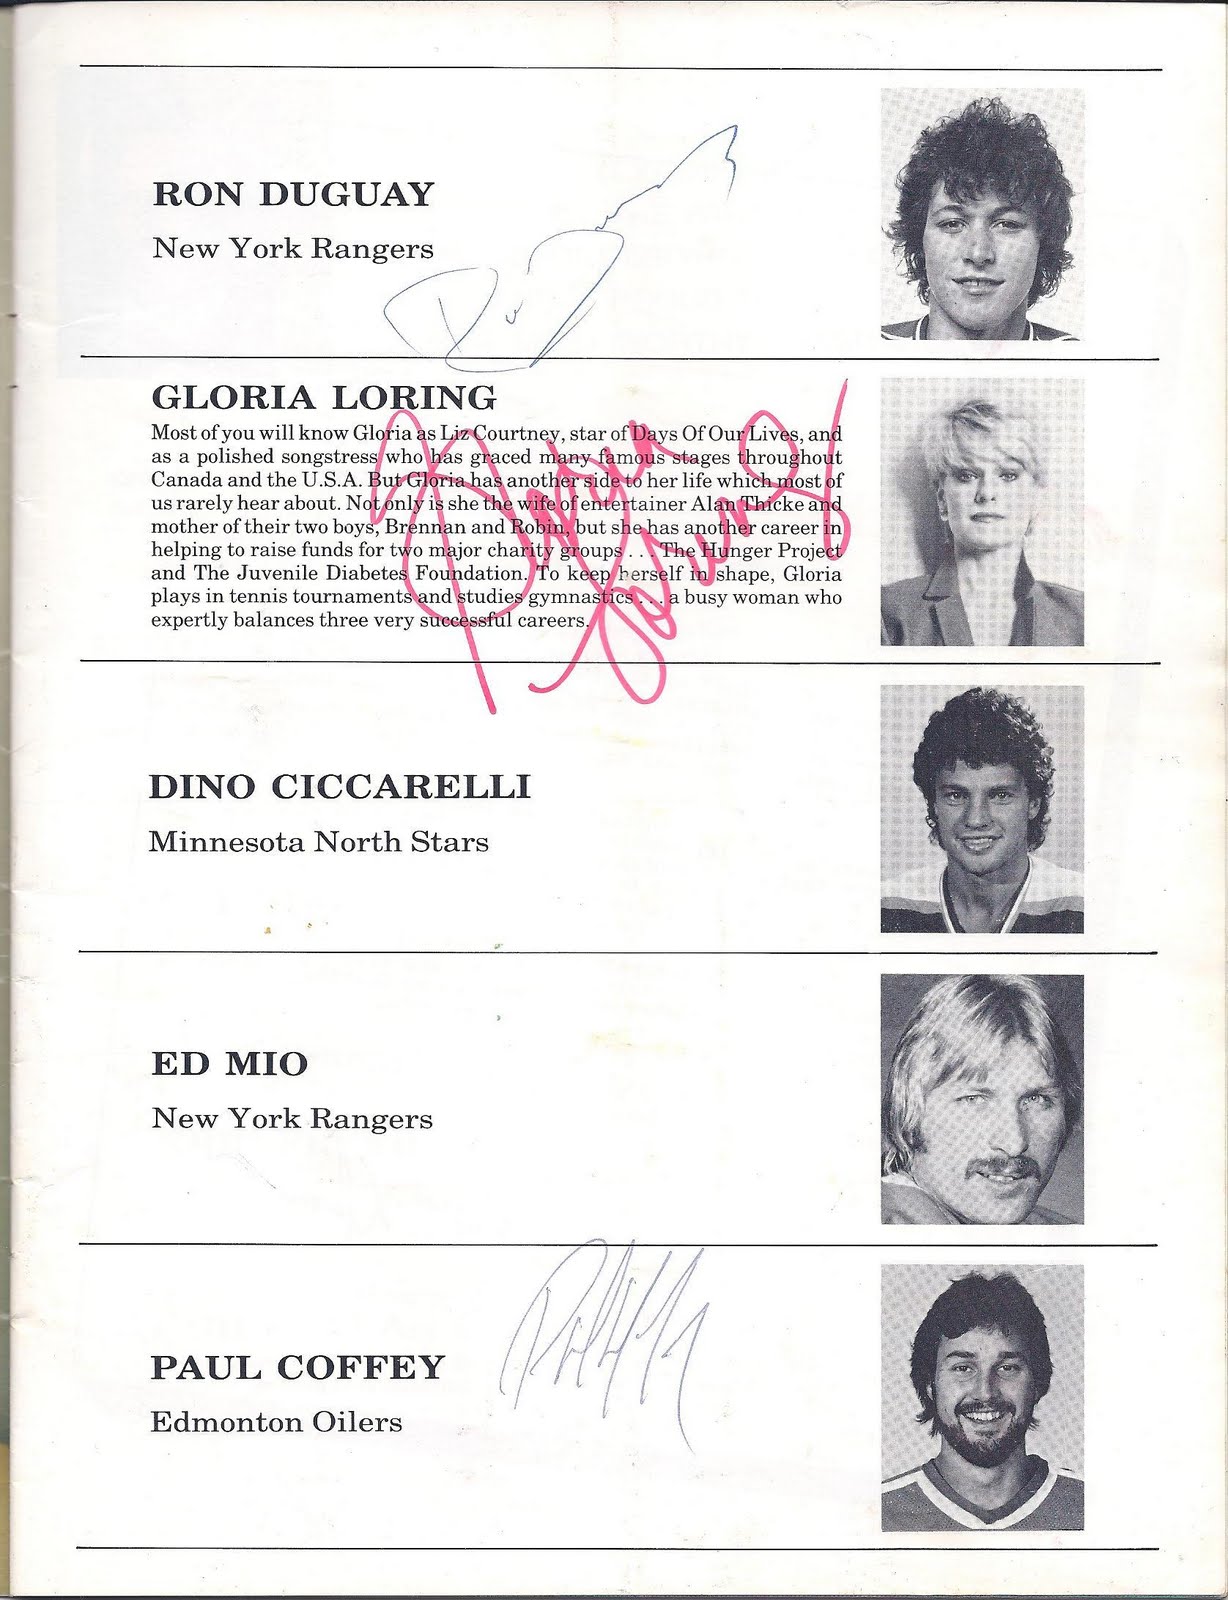 RON DUGUAY
New York Rangers
GLORIA LORING
Most of you will know Gloria as Liz Courtney, star of Days Of Our Lives, and
as a polished songstress who has graced many famous stages throughout
Canada and the U.S.A. But Gloria has another side to her life which most of
us rarely hear about. Not only is she the wife of entertainer Alan Thicke and
mother of their two boys, Brennan and Robin, but she has another career in
helping to raise funds for two major charity groups . . . The Hunger Project
and The Juvenile Diabetes Foundation. To keep herself in shape, Gloria
plays in tennis tournaments and studies gymnastics . . . a busy woman who
expertly balances three very successful careers.
Gloria
Loring
DINO CICCARELLI
Minnesota North Stars
ED MIO
New York Rangers
PAUL COFFEY
Edmonton Oilers